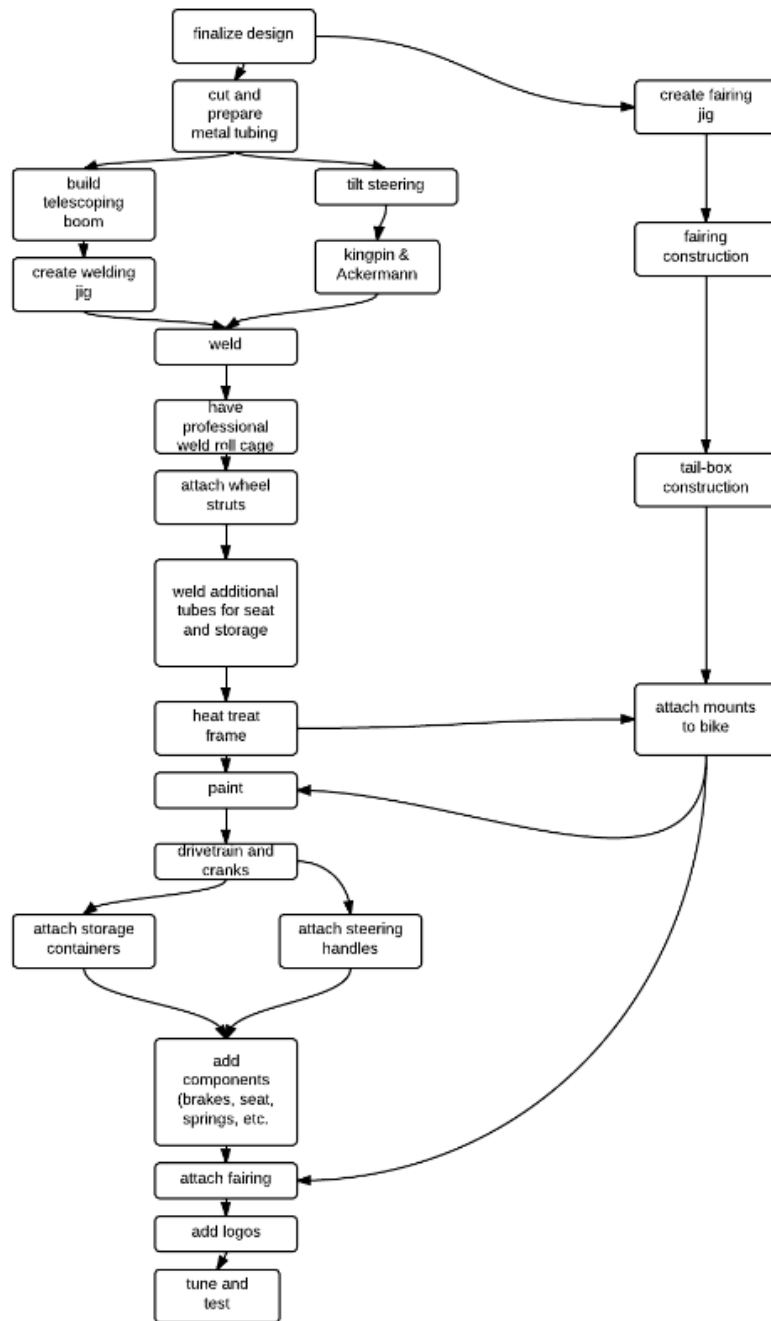 finalize design
cut and
prepare
metal tubing
create fairing
jig
build
telescoping
boom
tilt steering
fairing
construction
create welding
jig
kingpin &
Ackermann
weld
have
professional
weld roll cage
tail-box
construction
attach wheel
struts
weld additional
tubes for seat
and storage
heat treat
frame
attach mounts
to bike
paint
drivetrain and
cranks
attach storage
containers
attach steering
handles
add
components
(brakes, seat,
springs, etc.
attach fairing
add logos
tune and
test